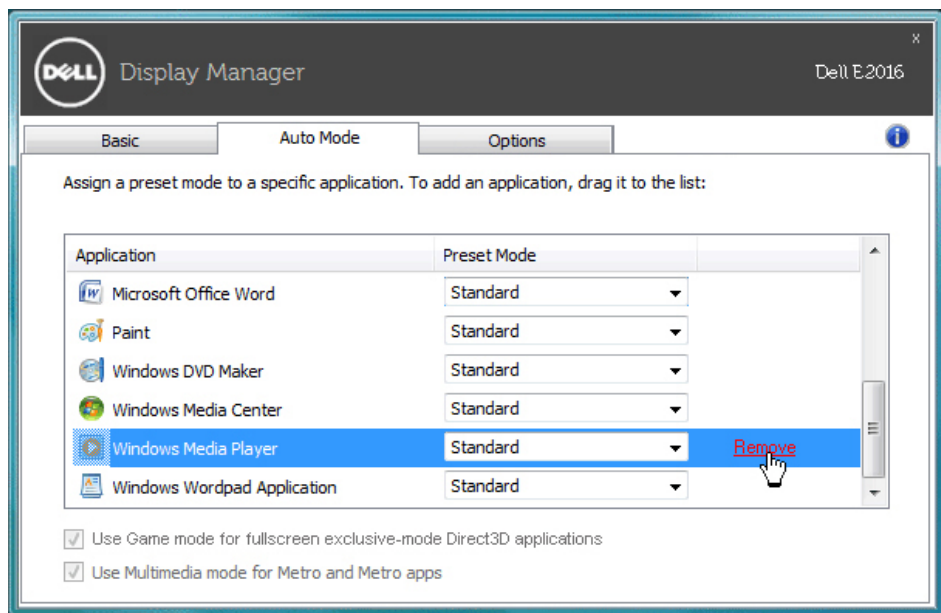 x
DELL Display Manager Dell E2016
Basic Auto Mode Options
Assign a preset mode to a specific application. To add an application, drag it to the list:
Application Preset Mode
Microsoft Office Word Standard
Paint Standard
Windows DVD Maker Standard
Windows Media Center Standard
Windows Media Player Standard Remove
Windows Wordpad Application Standard
Use Game mode for fullscreen exclusive-mode Direct3D applications
Use Multimedia mode for Metro and Metro apps